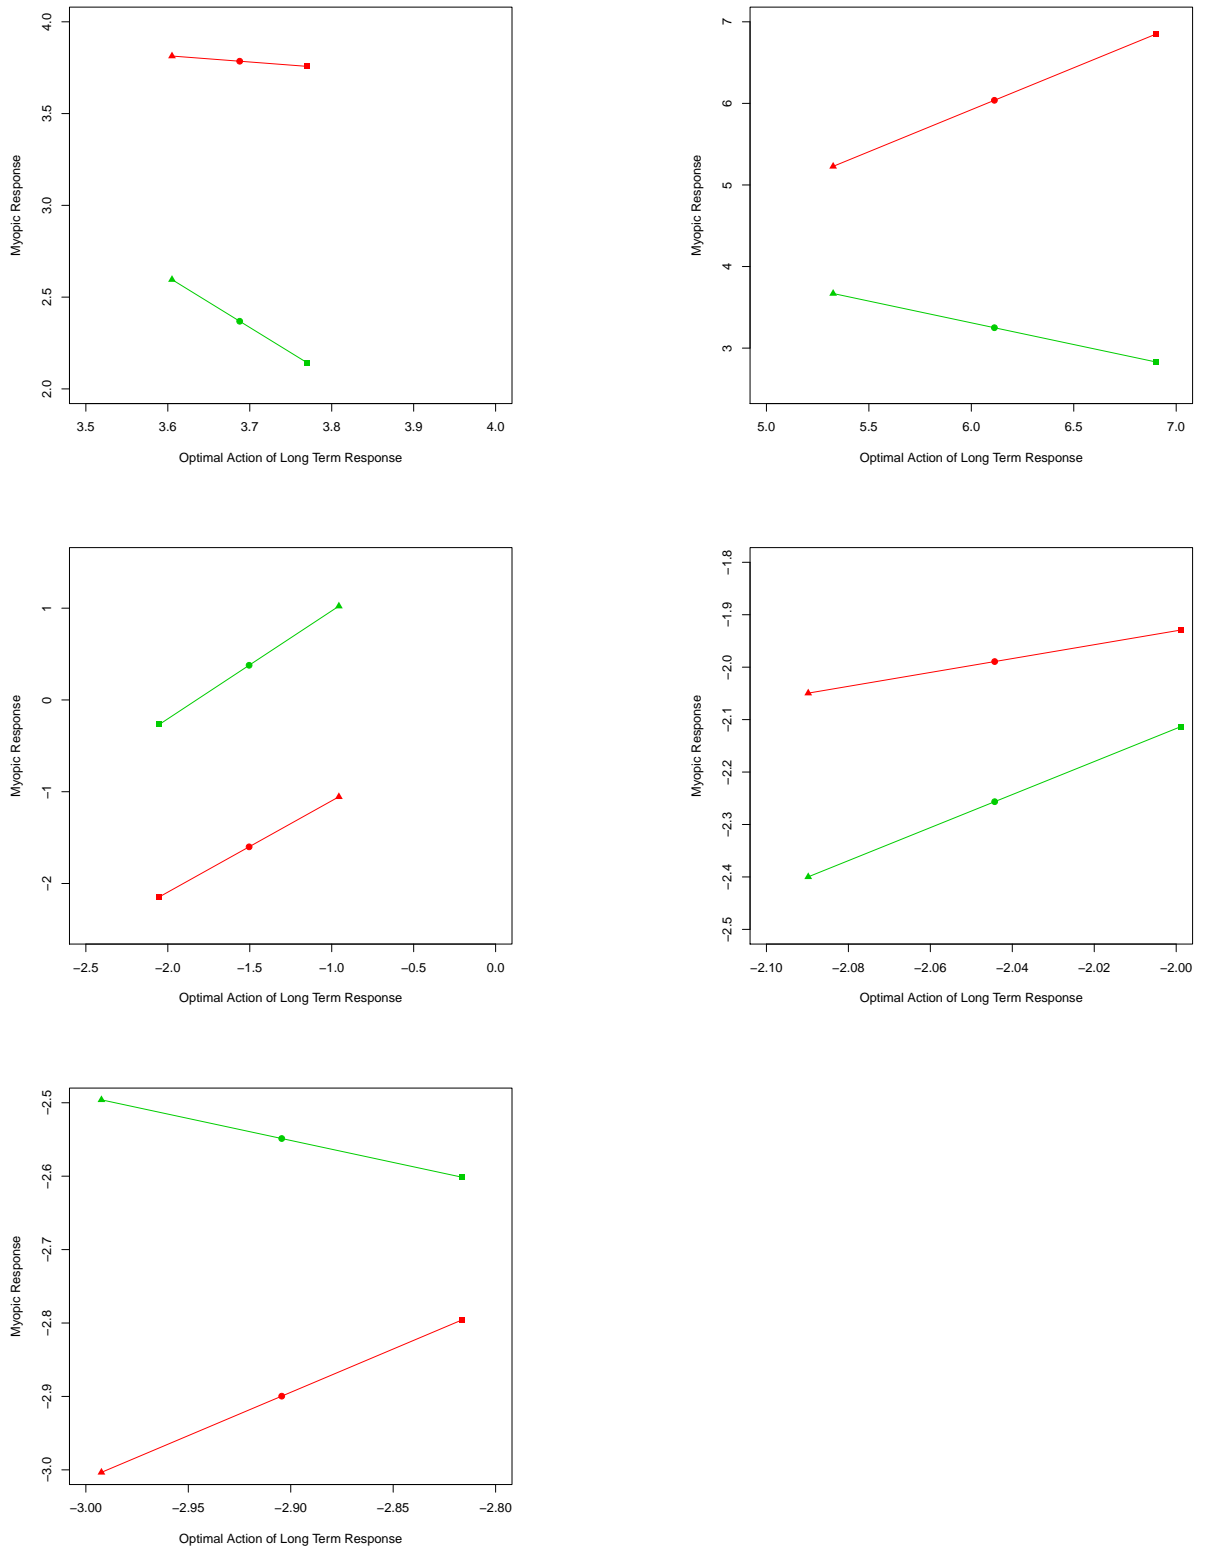 4.0
3.5
3.0
2.5
2.0
Myopic Response
3.5 3.6 3.7 3.8 3.9 4.0
Optimal Action of Long Term Response
7
6
5
4
3
Myopic Response
5.0 5.5 6.0 6.5 7.0
Optimal Action of Long Term Response
1
0
−1
−2
Myopic Response
−2.5 −2.0 −1.5 −1.0 −0.5 0.0
Optimal Action of Long Term Response
−1.8
−1.9
−2.0
−2.1
−2.2
−2.3
−2.4
−2.5
Myopic Response
−2.10 −2.08 −2.06 −2.04 −2.02 −2.00
Optimal Action of Long Term Response
−2.5
−2.6
−2.7
−2.8
−2.9
−3.0
Myopic Response
−3.00 −2.95 −2.90 −2.85 −2.80
Optimal Action of Long Term Response